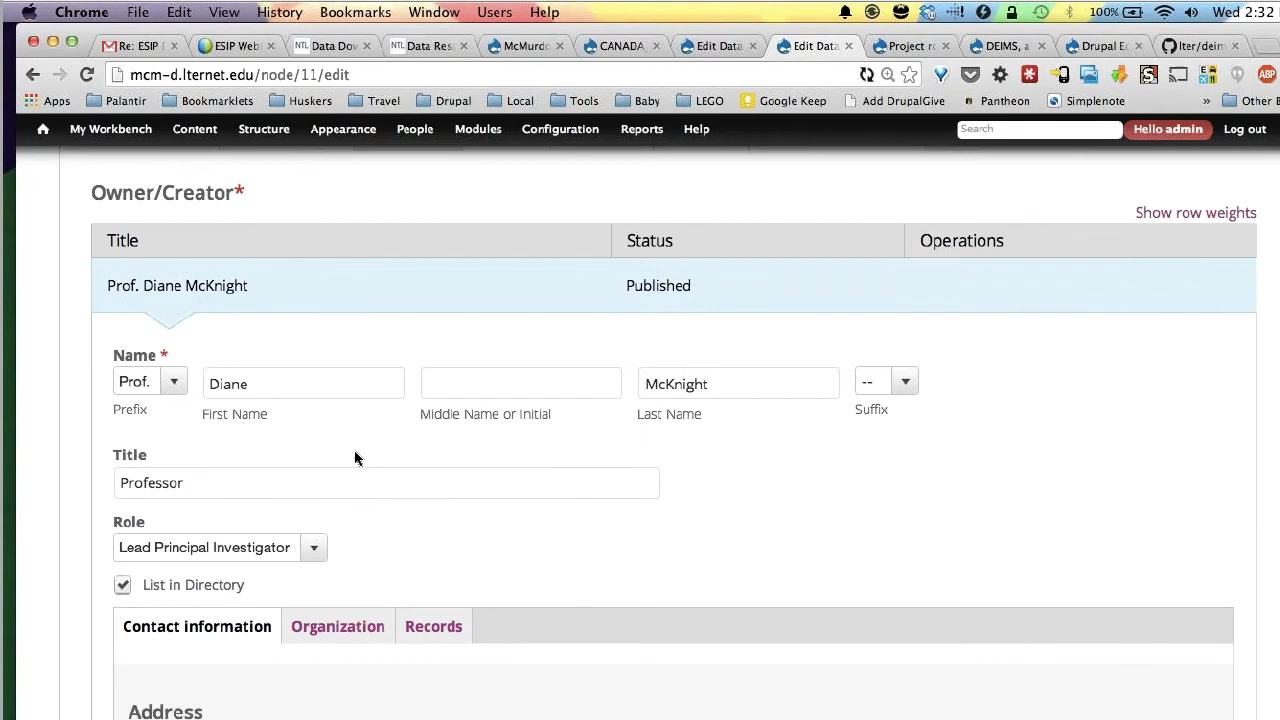 Chrome File Edit View History Bookmarks Window Users Help 100% Wed 2:32
Re: ESIP ESIP Web NTL Data Dov NTL Data Res McMurdo CANADA, Edit Data Edit Data Project re DEIMS, a Drupal Ec lter/deim
mcm-d.lternet.edu/node/11/edit ABP
Apps Palantir Bookmarklets Huskers Travel Drupal Local Tools Baby LEGO Google Keep Add DrupalGive Pantheon Simplenote » Other B
My Workbench Content Structure Appearance People Modules Configuration Reports Help Search Hello admin Log out
Owner/Creator*
Show row weights
Title Status Operations
Prof. Diane McKnight Published
Name *
Prof. Diane McKnight --
Prefix First Name Middle Name or Initial Last Name Suffix
Title
Professor
Role
Lead Principal Investigator
List in Directory
Contact information Organization Records
Address